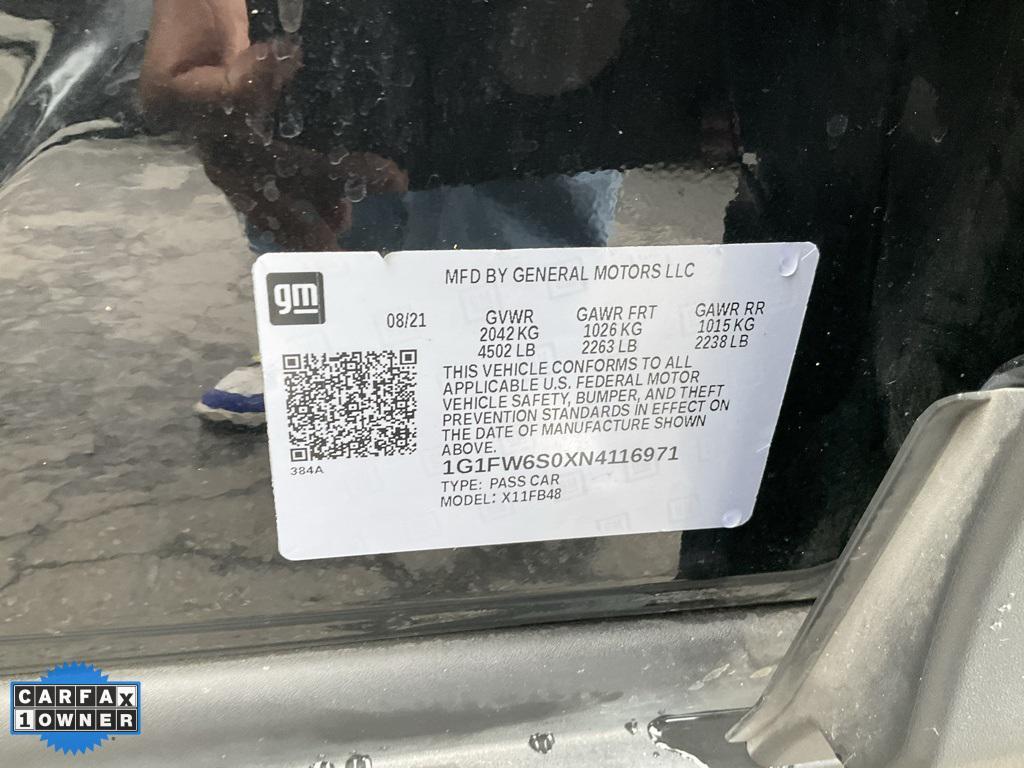 gm
MFD BY GENERAL MOTORS LLC
08/21 GVWR GAWR FRT GAWR RR
2042 KG 1026 KG 1015 KG
4502 LB 2263 LB 2238 LB
THIS VEHICLE CONFORMS TO ALL
APPLICABLE U.S. FEDERAL MOTOR
VEHICLE SAFETY, BUMPER, AND THEFT
PREVENTION STANDARDS IN EFFECT ON
THE DATE OF MANUFACTURE SHOWN
ABOVE.
384A
1G1FW6S0XN4116971
TYPE: PASS CAR
MODEL: X11FB48
CARFAX
1 OWNER